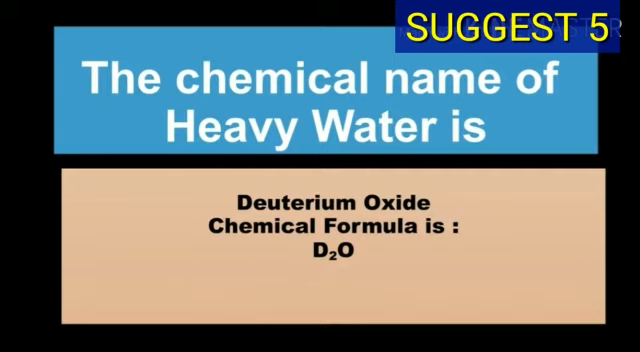 SUGGEST 5
The chemical name of
Heavy Water is
Deuterium Oxide
Chemical Formula is :
D₂O